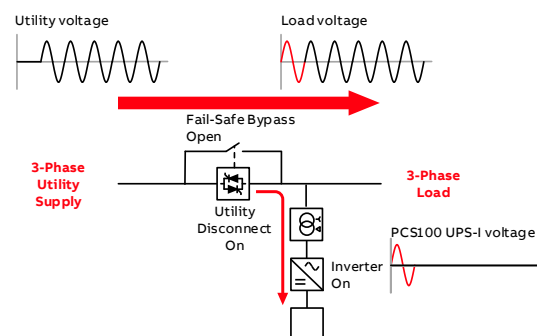 Utility voltage
Load voltage
Fail-Safe Bypass
Open
3-Phase
Utility
Supply
3-Phase
Load
Utility
Disconnect
On
PCS100 UPS-I voltage
Inverter
On